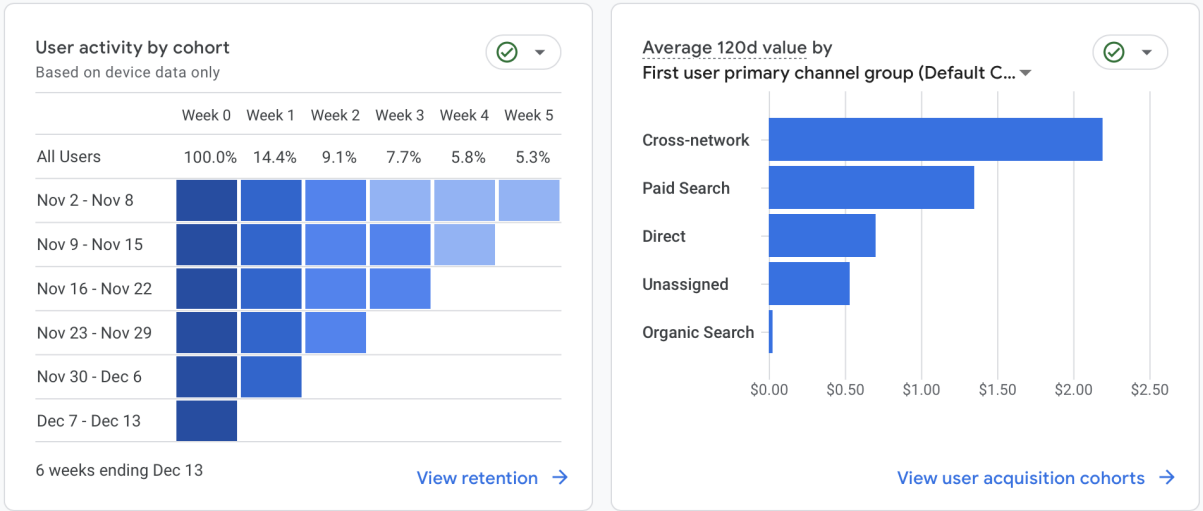 User activity by cohort
Based on device data only
Week 0 Week 1 Week 2 Week 3 Week 4 Week 5
All Users 100.0% 14.4% 9.1% 7.7% 5.8% 5.3%
Nov 2 - Nov 8
Nov 9 - Nov 15
Nov 16 - Nov 22
Nov 23 - Nov 29
Nov 30 - Dec 6
Dec 7 - Dec 13
6 weeks ending Dec 13
View retention
Average 120d value by
First user primary channel group (Default C...
Cross-network
Paid Search
Direct
Unassigned
Organic Search
$0.00 $0.50 $1.00 $1.50 $2.00 $2.50
View user acquisition cohorts